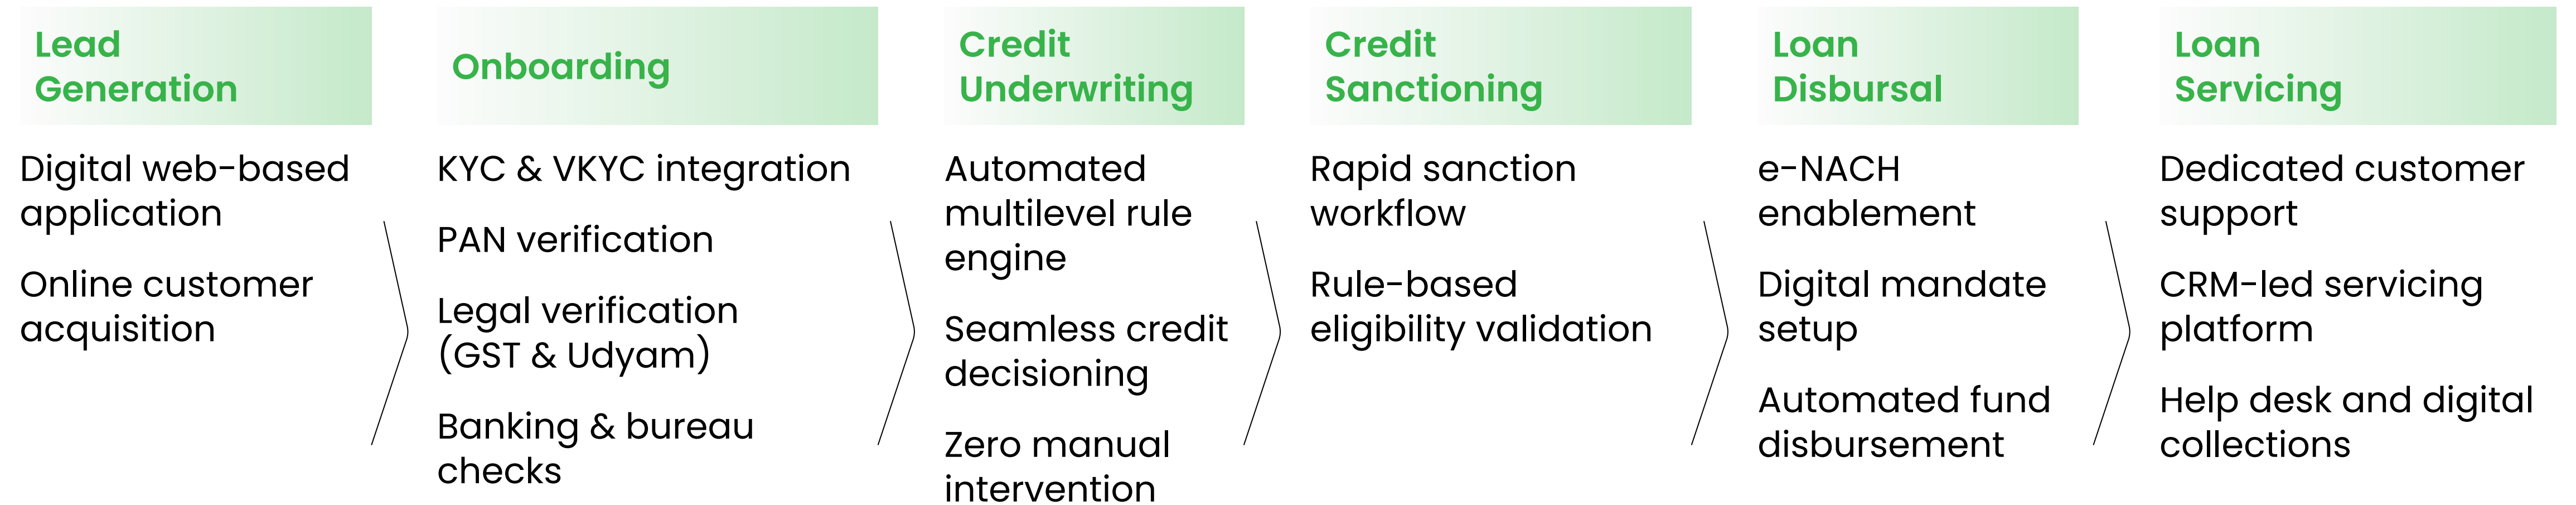 Lead
Generation
Digital web-based
application
Online customer
acquisition
Onboarding
KYC & VKYC integration
PAN verification
Legal verification
(GST & Udyam)
Banking & bureau
checks
Credit
Underwriting
Automated
multilevel rule
engine
Seamless credit
decisioning
Zero manual
intervention
Credit
Sanctioning
Rapid sanction
workflow
Rule-based
eligibility validation
Loan
Disbursal
e-NACH
enablement
Digital mandate
setup
Automated fund
disbursement
Loan
Servicing
Dedicated customer
support
CRM-led servicing
platform
Help desk and digital
collections